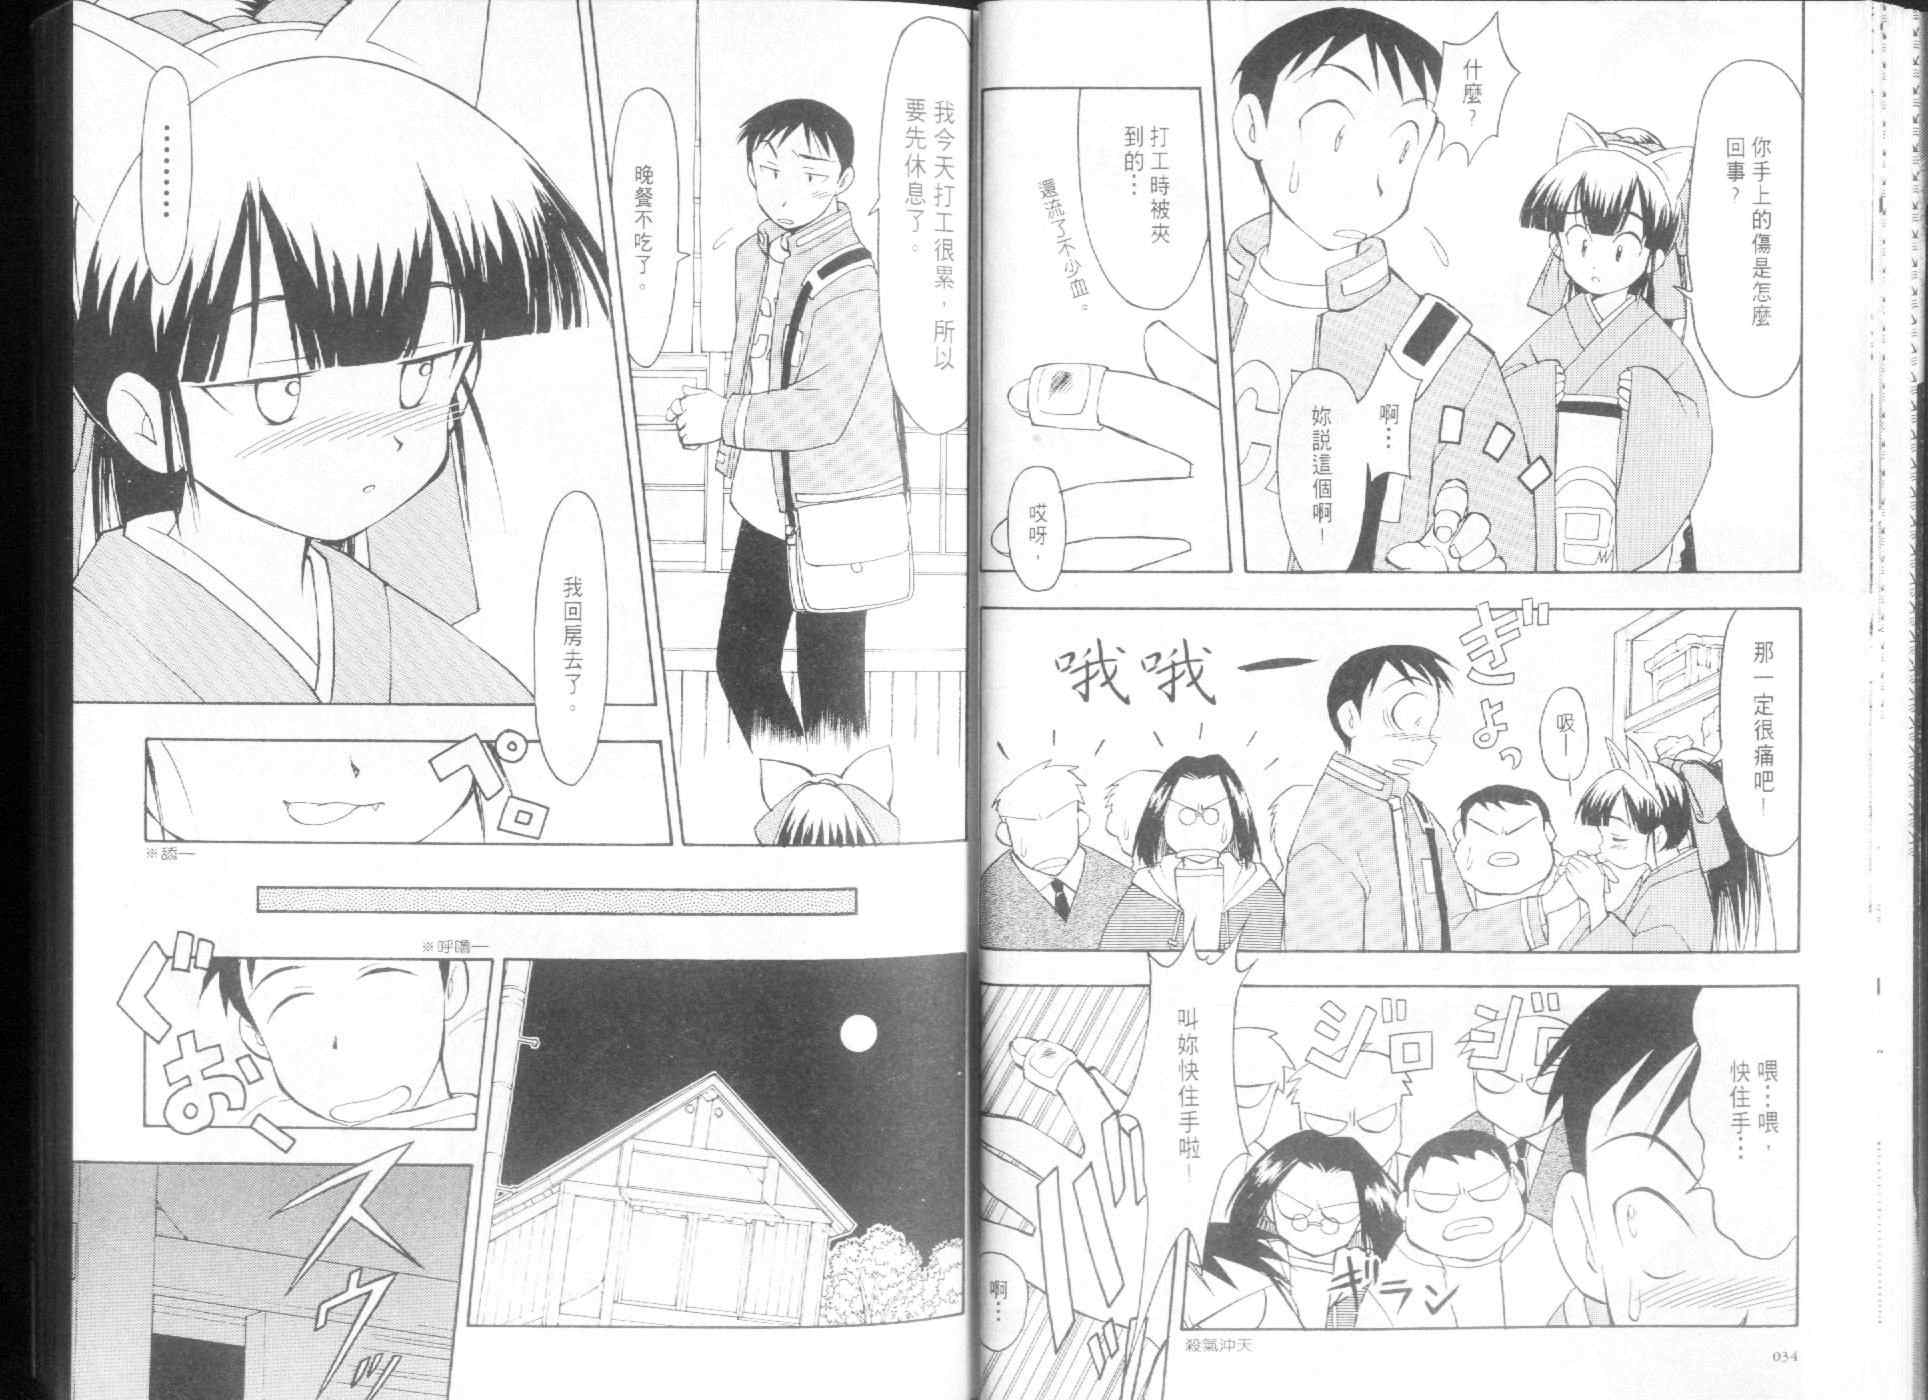 你手上的傷是怎麼
回事？
什麼？
啊…
妳說這個啊！
打工時被夾
到的…
還流了不少血。
哎呀，
那一定很痛吧－
吸－
ぎょっ
哦哦－
喂…喂，
快住手…
ジロ
ジロ
ギラン
殺氣沖天
叫妳快住手啦－
啊…
034
我今天打工很累，所以
要先休息了。
晚餐不吃了。
………
我回房去了。
ペロ
※舔－
※呼嚕－
ぐおー
スゥッ